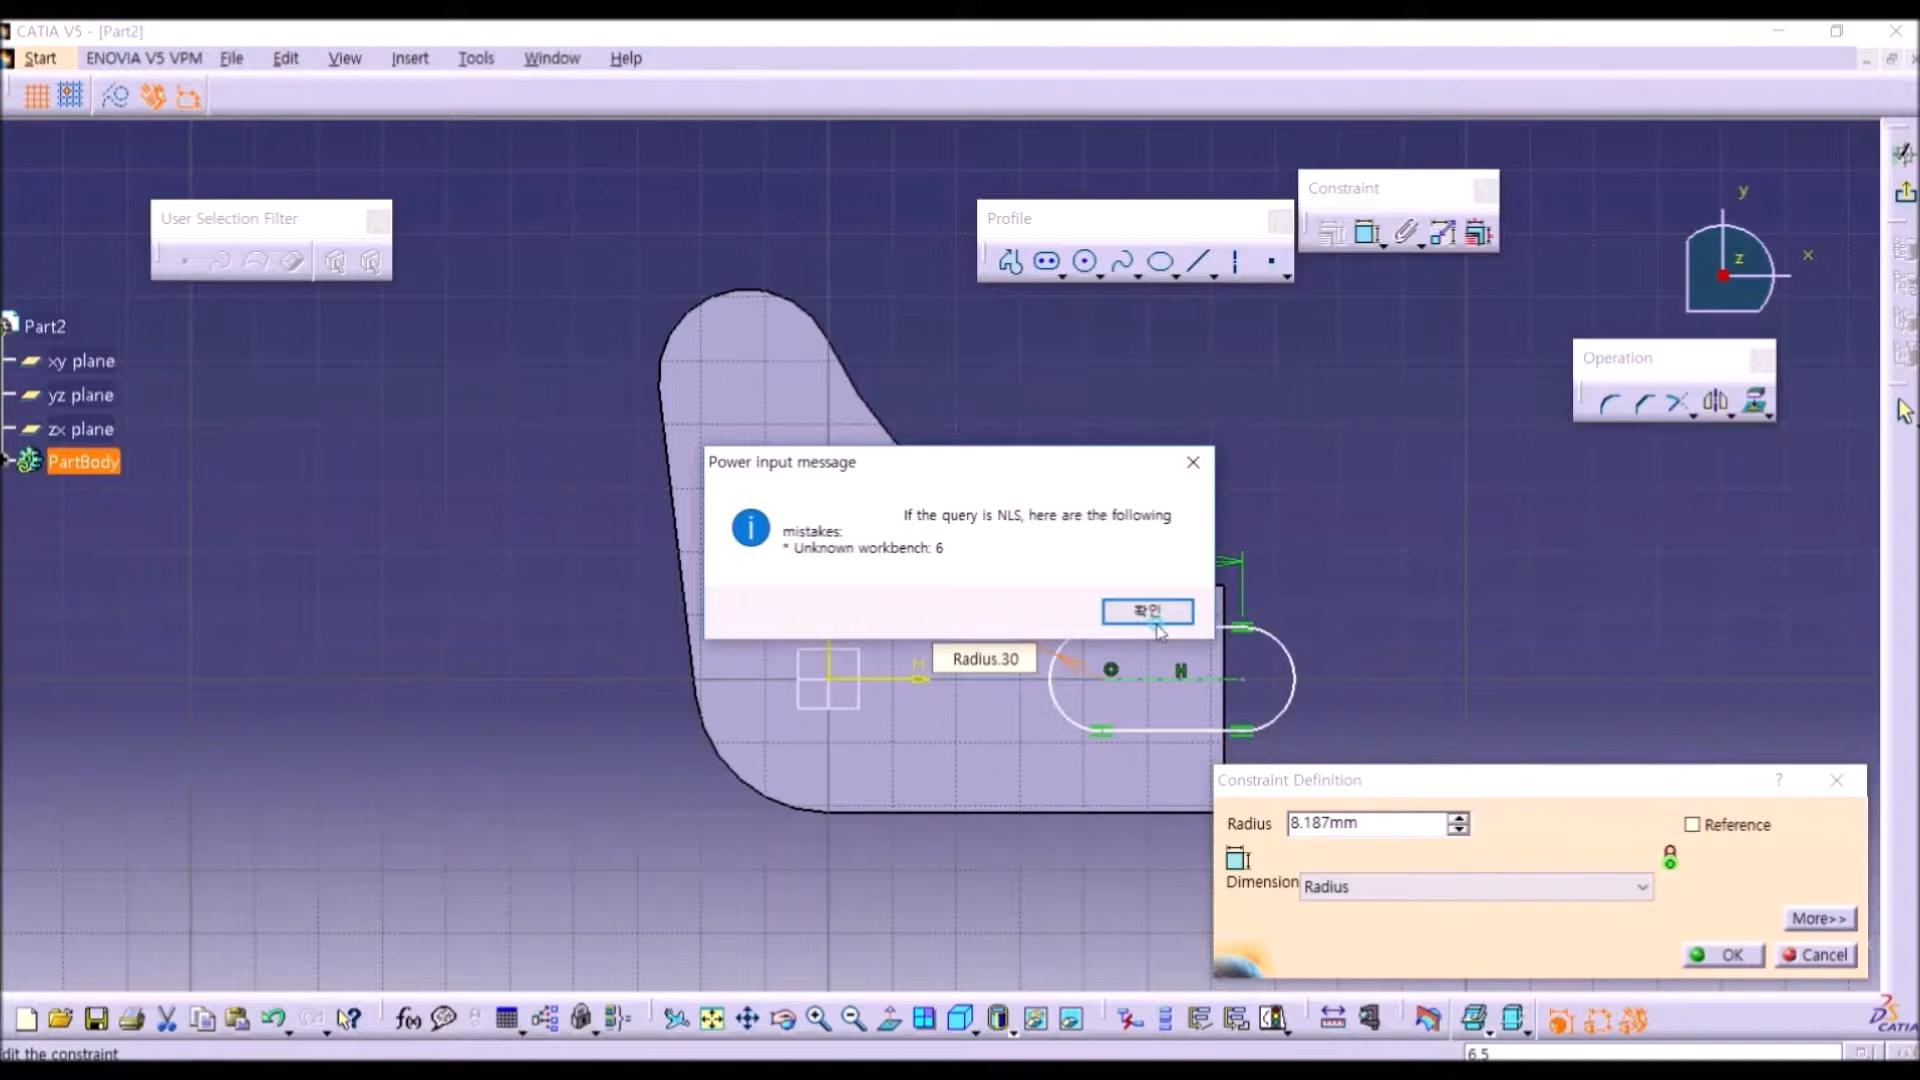 CATIA V5 - [Part2]
Start ENOVIA V5 VPM File Edit View Insert Tools Window Help
Constraint
User Selection Filter
Profile
y
x
z
Part2
xy plane
yz plane
zx plane
PartBody
Operation
Power input message
If the query is NLS, here are the following
mistakes:
* Unknown workbench: 6
확인
H
Radius.30
H
Constraint Definition
?
Radius 8.187mm
Reference
Dimension Radius
More>>
OK Cancel
CATIA
dit the constraint
6.5